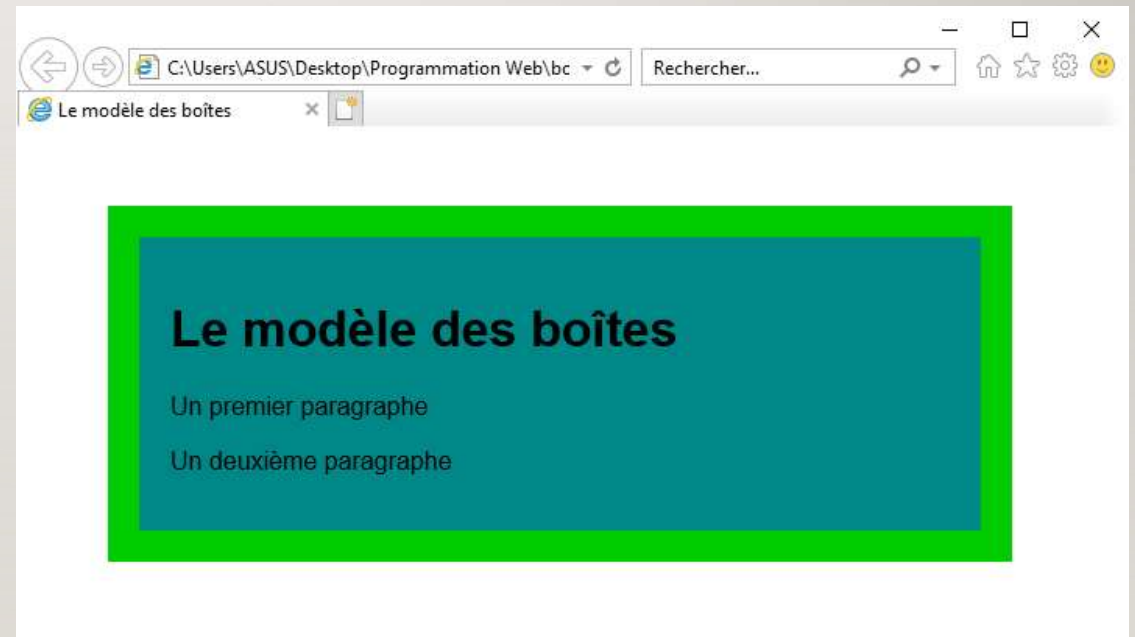 C:\Users\ASUS\Desktop\Programmation Web\bc
Rechercher...
Le modèle des boîtes
Le modèle des boîtes
Un premier paragraphe
Un deuxième paragraphe